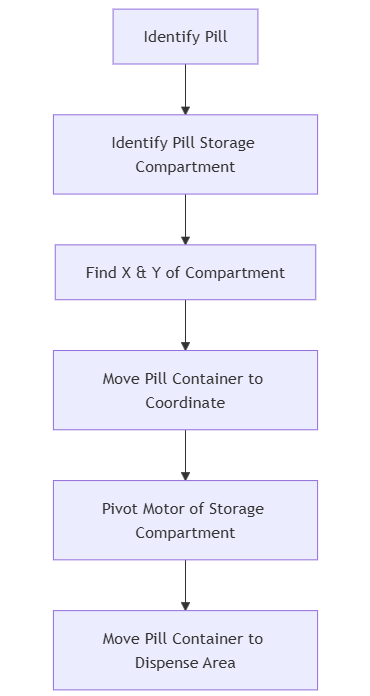 Identify Pill
Identify Pill Storage
Compartment
Find X & Y of Compartment
Move Pill Container to
Coordinate
Pivot Motor of Storage
Compartment
Move Pill Container to
Dispense Area